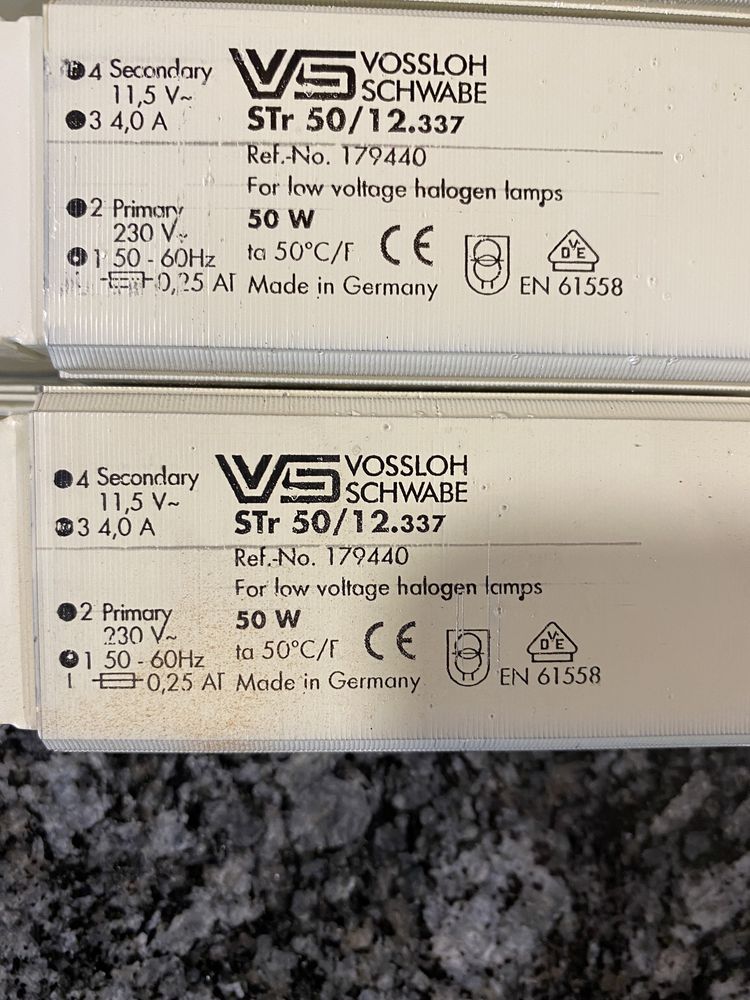 4 Secondary
11,5 V~
3 4,0 A
VS VOSSLOH
SCHWABE
STr 50/12.337
Ref.-No. 179440
For low voltage halogen lamps
2 Primary
230 V~
1 50 - 60Hz
0,25 AT
50 W
ta 50°C/F
Made in Germany
CE
VDE
EN 61558
4 Secondary
11,5 V~
3 4,0 A
VS VOSSLOH
SCHWABE
STr 50/12.337
Ref.-No. 179440
For low voltage halogen lamps
2 Primary
230 V~
1 50 - 60Hz
0,25 AT
50 W
ta 50°C/F
Made in Germany
CE
VDE
EN 61558